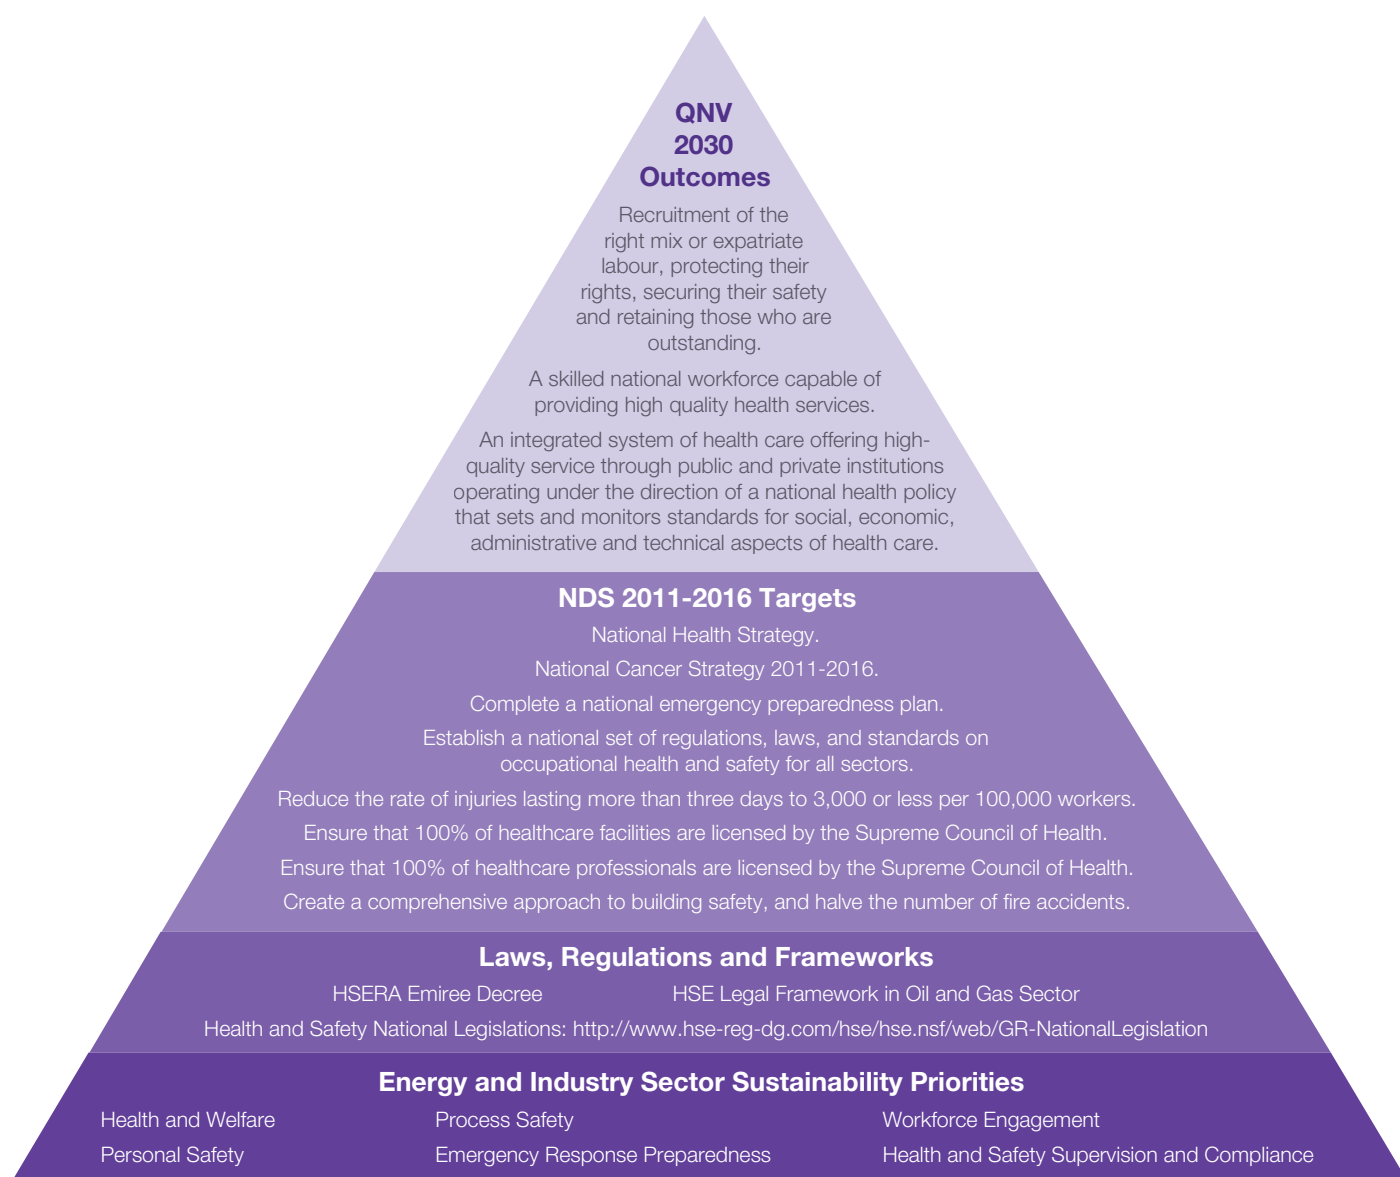 QNV
2030
Outcomes
Recruitment of the
right mix or expatriate
labour, protecting their
rights, securing their safety
and retaining those who are
outstanding.
A skilled national workforce capable of
providing high quality health services.
An integrated system of health care offering high-
quality service through public and private institutions
operating under the direction of a national health policy
that sets and monitors standards for social, economic,
administrative and technical aspects of health care.
NDS 2011-2016 Targets
National Health Strategy.
National Cancer Strategy 2011-2016.
Complete a national emergency preparedness plan.
Establish a national set of regulations, laws, and standards on
occupational health and safety for all sectors.
Reduce the rate of injuries lasting more than three days to 3,000 or less per 100,000 workers.
Ensure that 100% of healthcare facilities are licensed by the Supreme Council of Health.
Ensure that 100% of healthcare professionals are licensed by the Supreme Council of Health.
Create a comprehensive approach to building safety, and halve the number of fire accidents.
Laws, Regulations and Frameworks
HSERA Emiree Decree HSE Legal Framework in Oil and Gas Sector
Health and Safety National Legislations: http://www.hse-reg-dg.com/hse/hse.nsf/web/GR-NationalLegislation
Energy and Industry Sector Sustainability Priorities
Health and Welfare Process Safety Workforce Engagement
Personal Safety Emergency Response Preparedness Health and Safety Supervision and Compliance